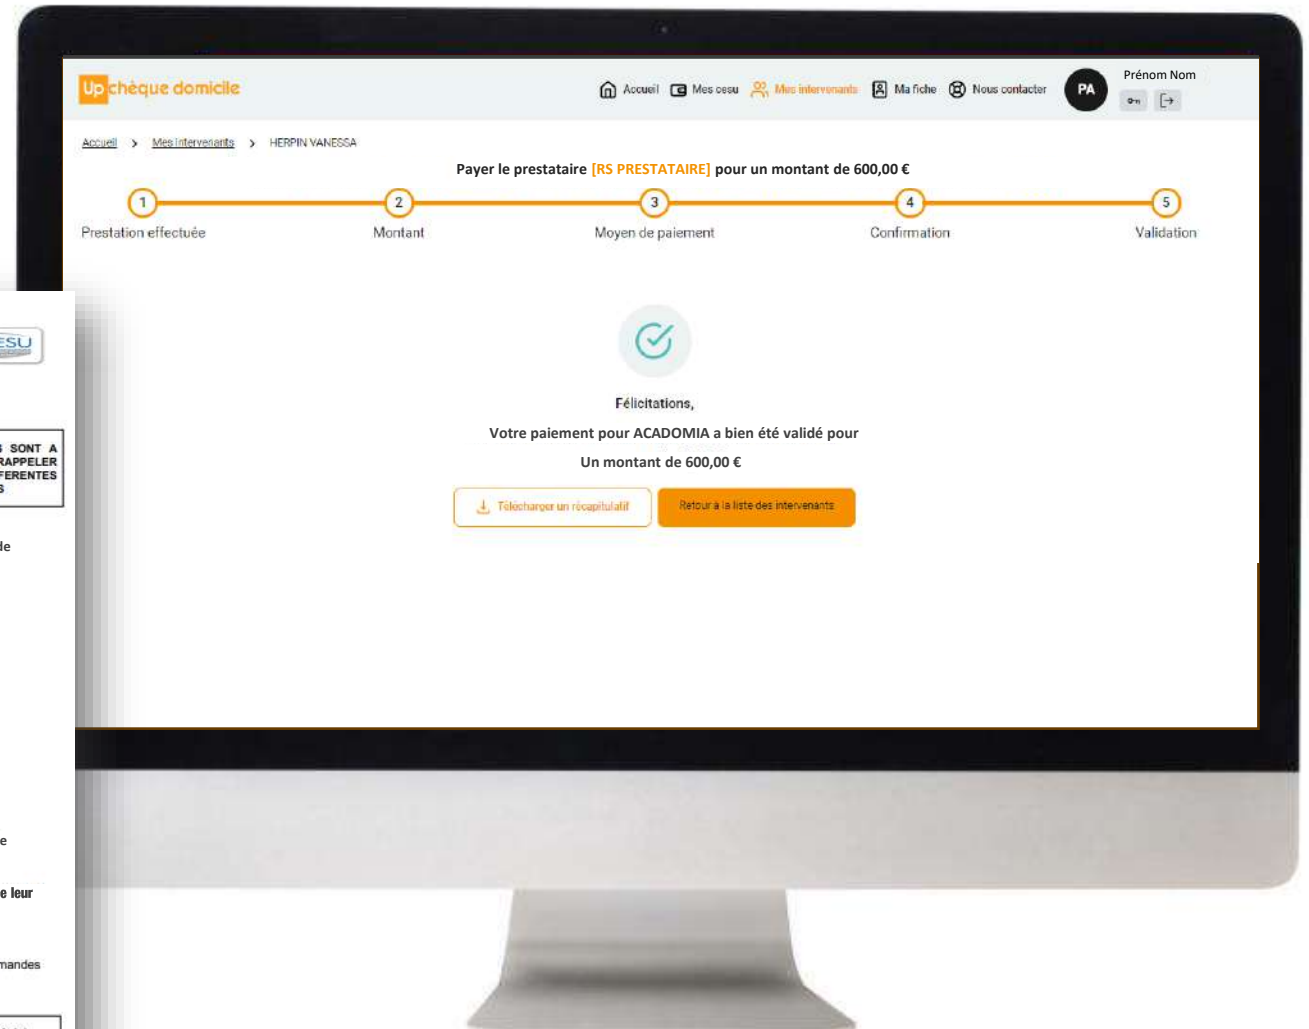 Up chèque domicile
Accueil Mes cesu Mes intervenants Ma fiche Nous contacter PA Prénom Nom
Accueil > Mes intervenants > HERPIN VANESSA
Payer le prestataire [RS PRESTATAIRE] pour un montant de 600,00 €
1 2 3 4 5
Prestation effectuée Montant Moyen de paiement Confirmation Validation
Félicitations,
Votre paiement pour ACADOMIA a bien été validé pour
Un montant de 600,00 €
Télécharger un récapitulatif Retour à la liste des intervenants
ESU
SONT A
RAPPELER
FERENTES
S
de
e
e leur
mandes